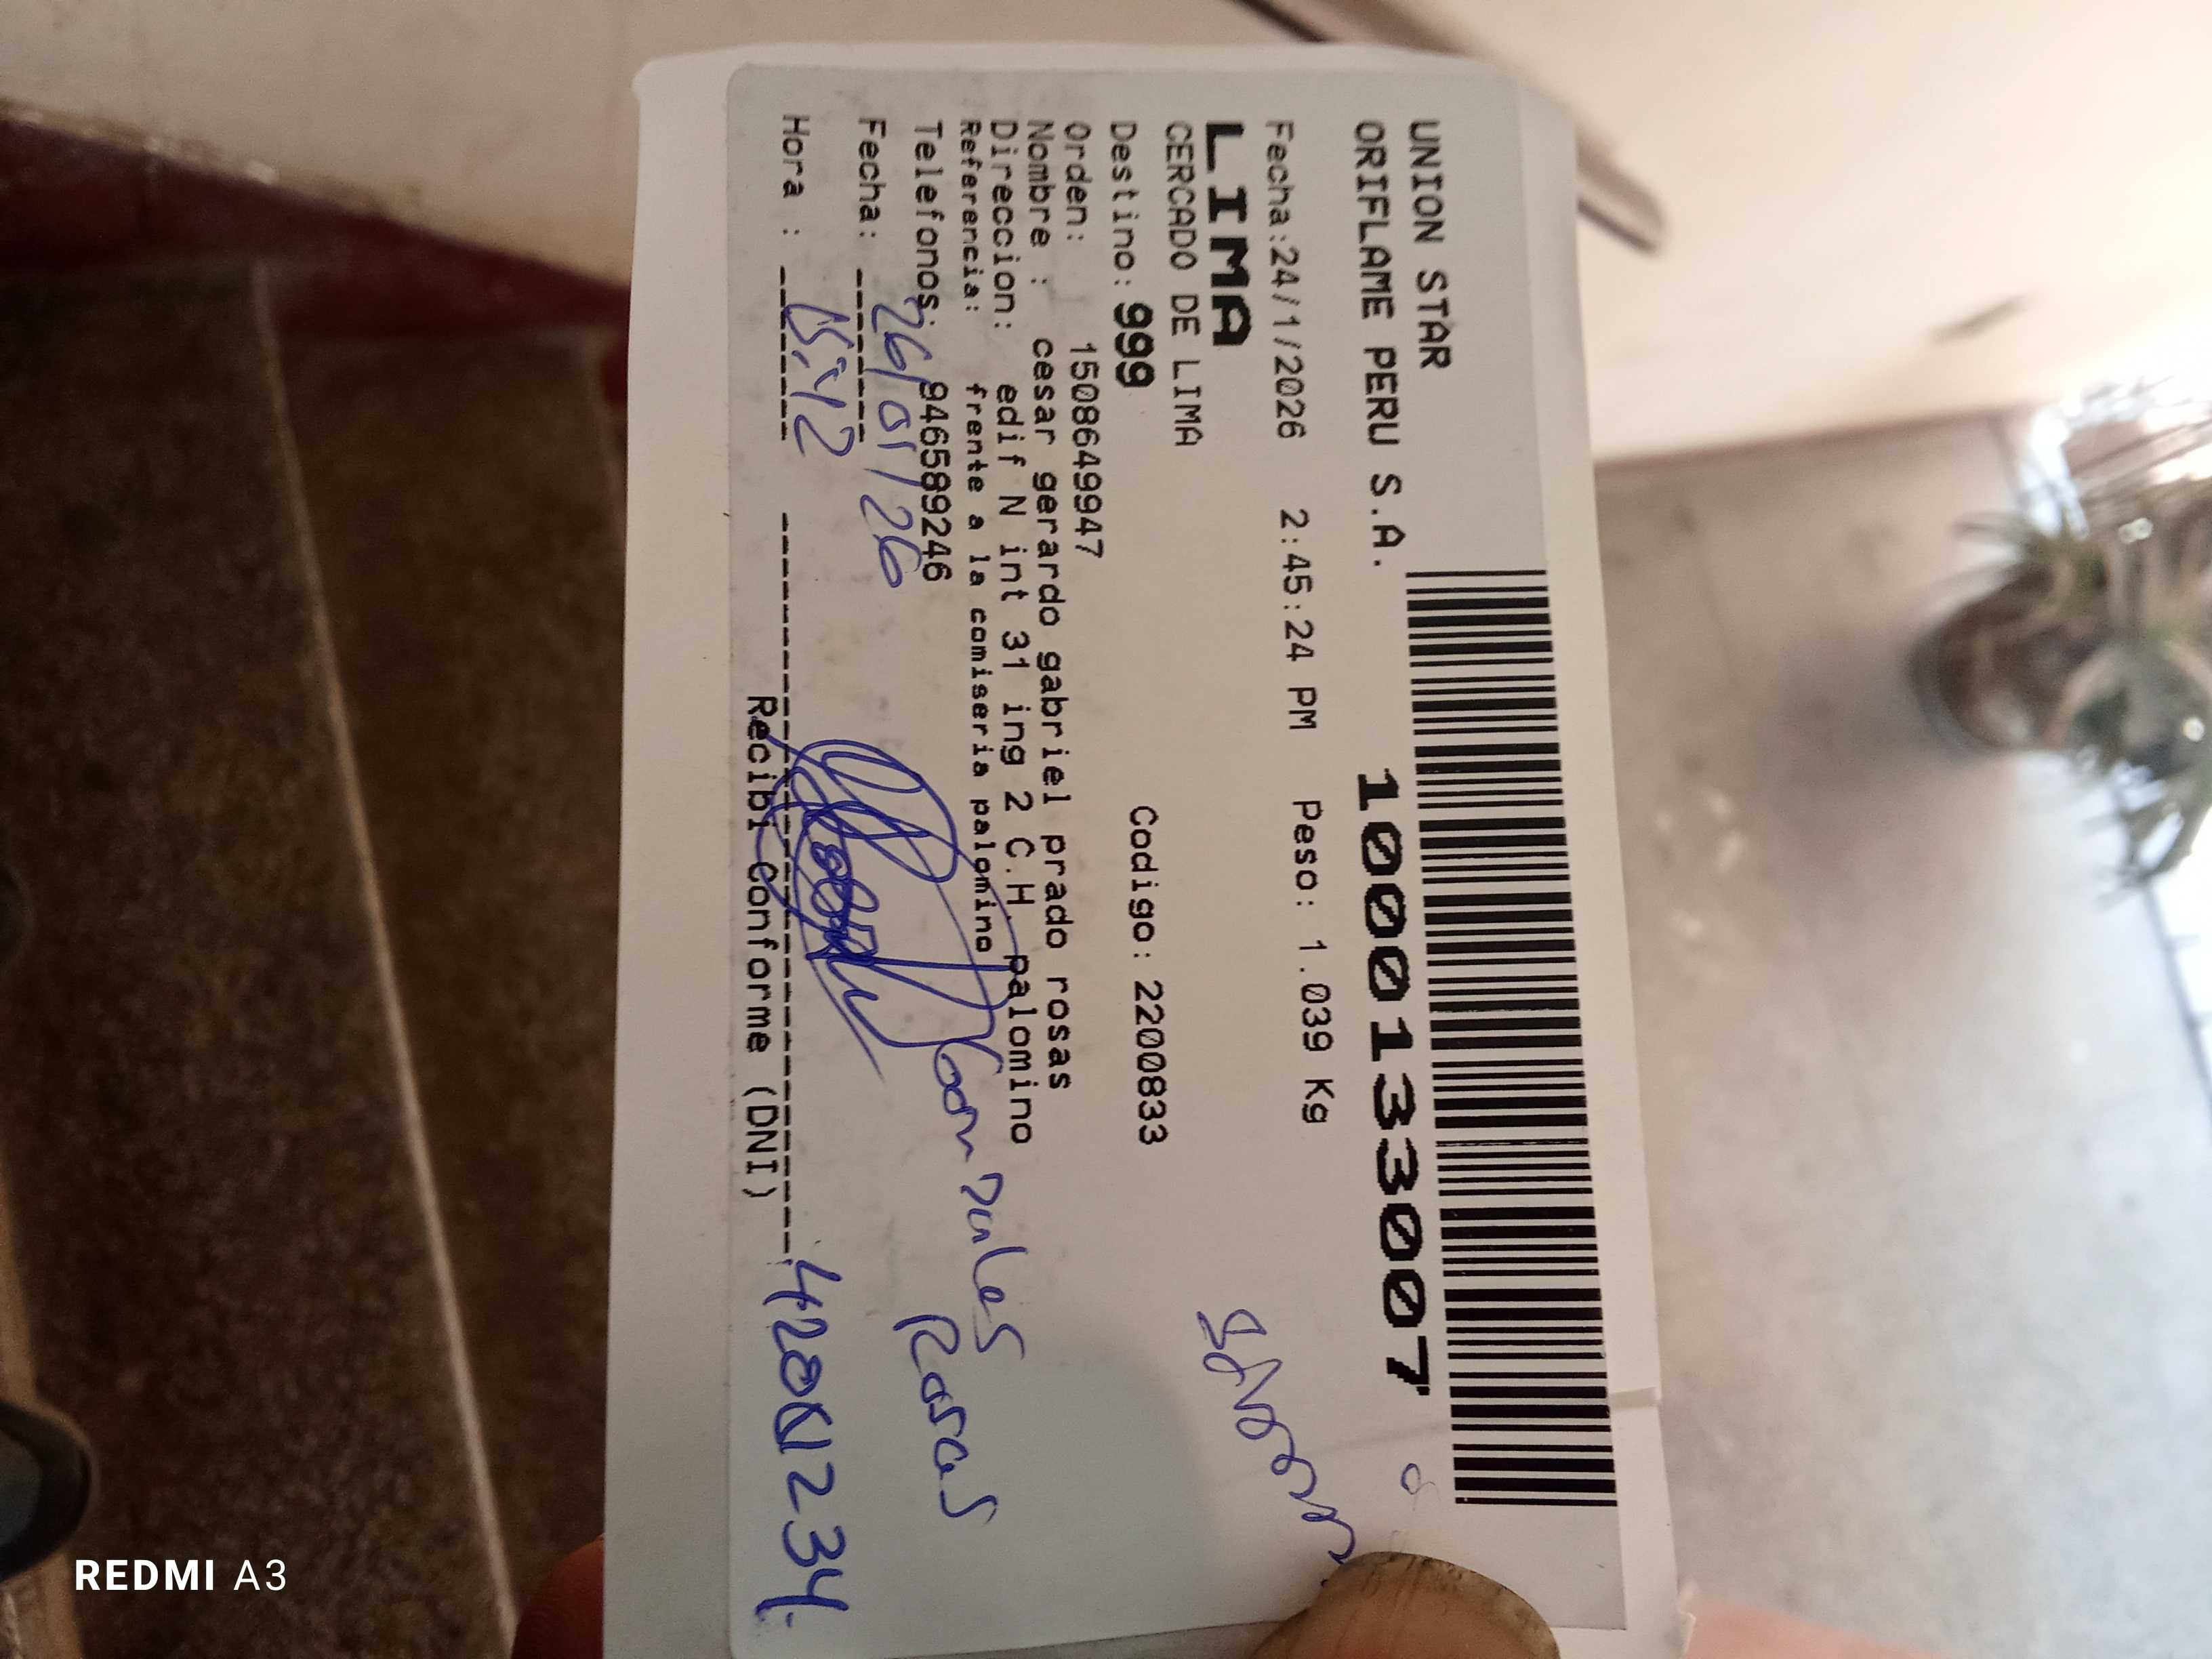 UNION STAR
ORIFLAME PERU S.A.
10001333007
Fecha:24/1/2026 2:45:24 PM Peso: 1.039 Kg
LIMA
CERCADO DE LIMA
Destino: 999 Codigo: 2200833
Orden: 1508649947
Nombre : cesar gerardo gabriel prado rosas
Direccion: edif N int 31 ing 2 C.H. palomino
Referencia: frente a la comiseria palomino
Telefonos: 946589246
Fecha: 26/01/26
Rosas
Hora : 15:12
Recibi Conforme (DNI)
REDMI A3